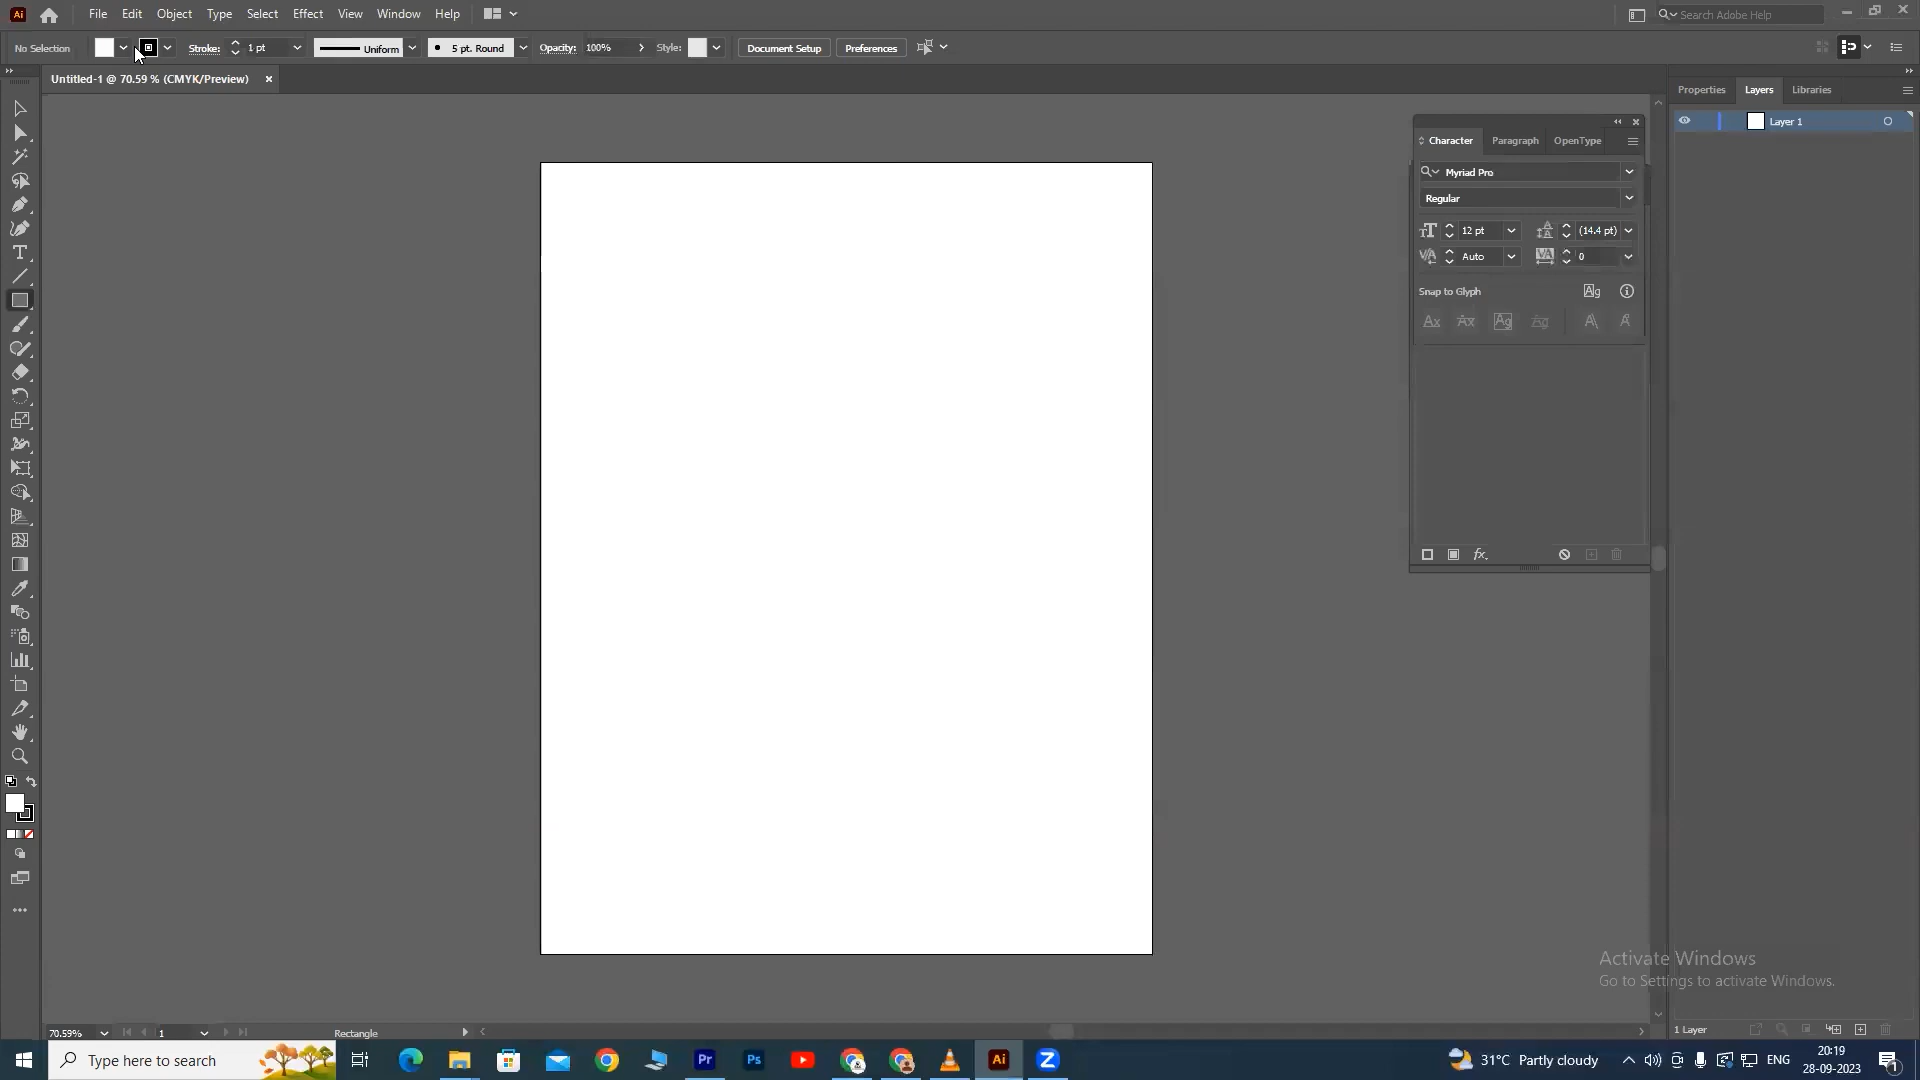 Ai File Edit Object Type Select Effect View Window Help Search Adobe Help
No Selection Stroke: 1 pt Uniform 5 pt. Round Opacity: 100% Style: Document Setup Preferences
Untitled-1 @ 70.59 % (CMYK/Preview)
Properties Layers Libraries
Layer 1
Character Paragraph OpenType
Myriad Pro
Regular
12 pt (14.4 pt)
Auto 0
Snap to Glyph
Activate Windows
Go to Settings to activate Windows.
70.59% 1 Rectangle
1 Layer
Type here to search Pr Ps Ai Z 31°C Partly cloudy ENG 20:19
28-09-2023 1